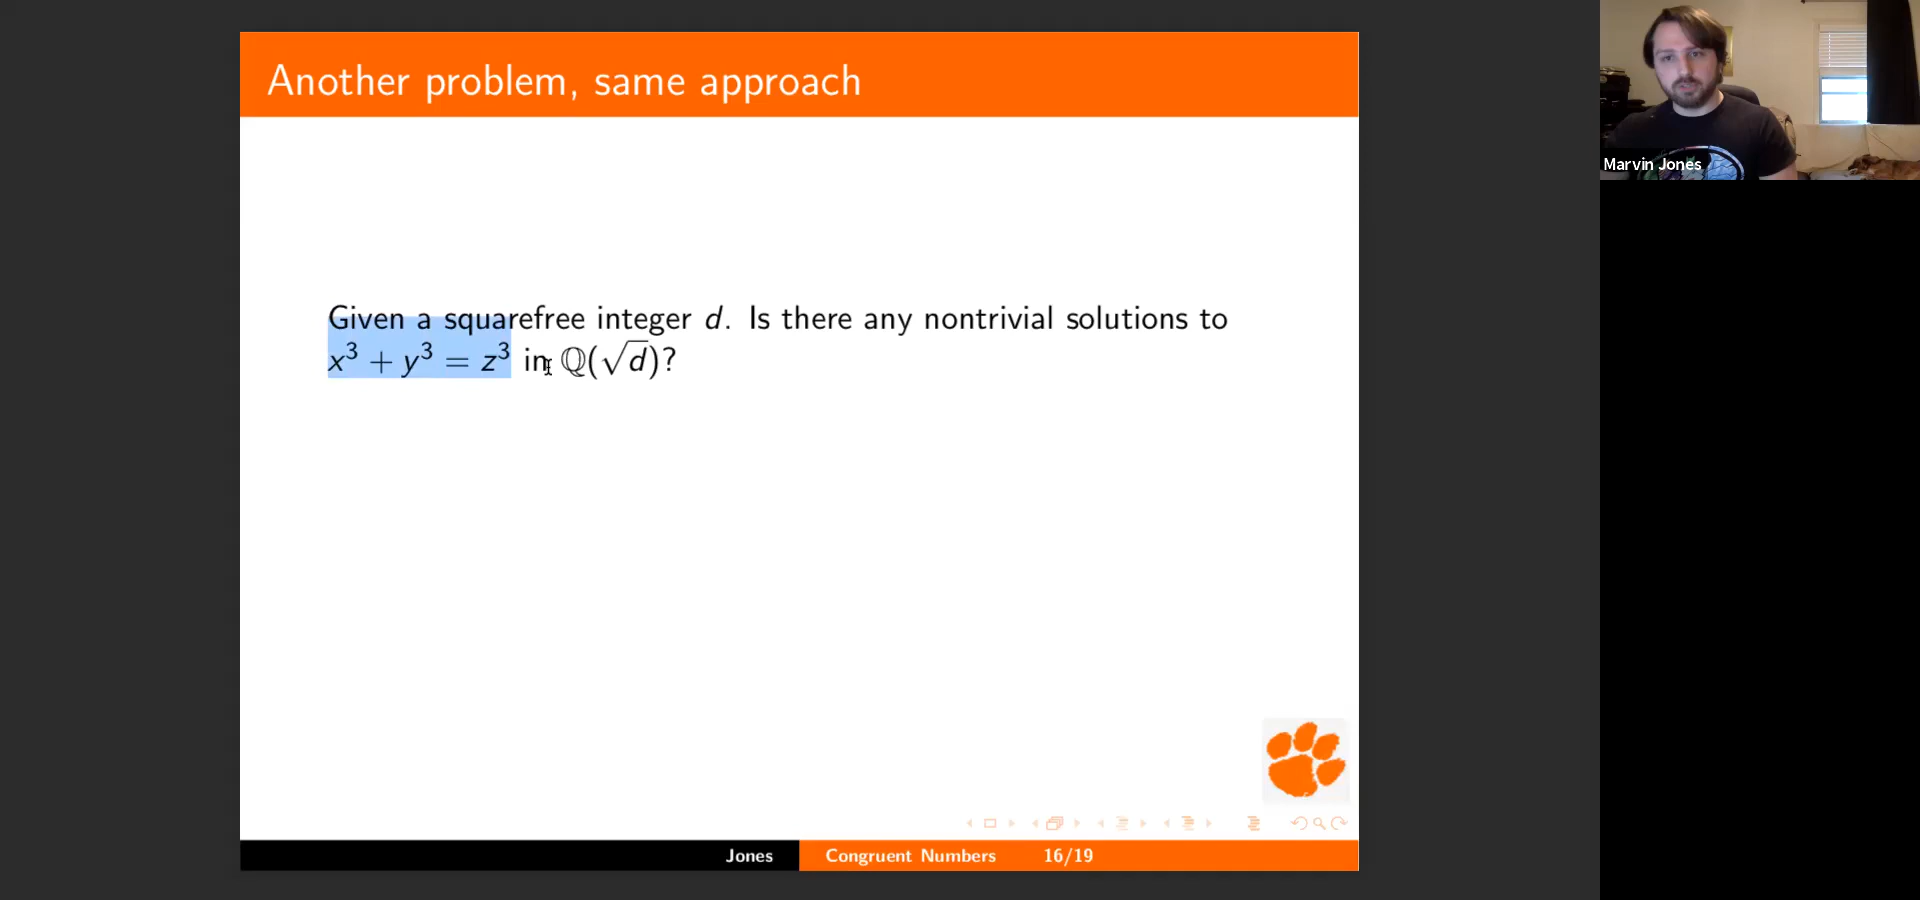 Another problem, same approach
Given a squarefree integer d. Is there any nontrivial solutions to
x³ + y³ = z³ in ℚ(√d)?
Jones Congruent Numbers 16/19
Marvin Jones